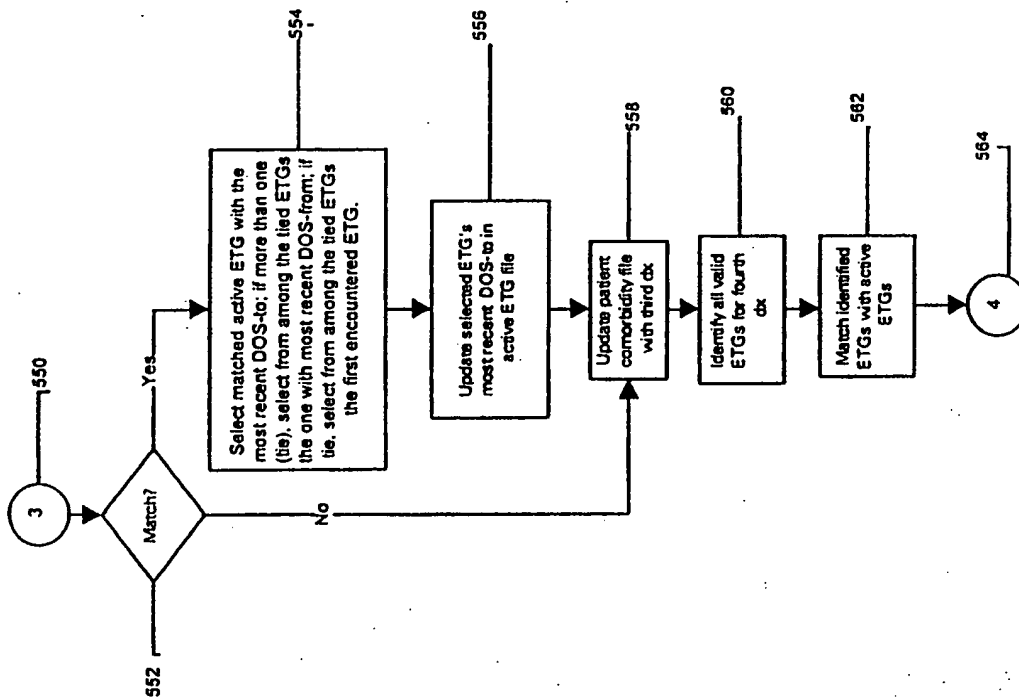 3
550
Match?
552
Yes
No
Select matched active ETG with the
most recent DOS-to; if more than one
(tie), select from among the tied ETGs
the one with most recent DOS-from; if
tie, select from among the tied ETGs
the first encountered ETG.
554
Update selected ETG's
most recent DOS-to in
active ETG file
556
Update patient
comorbidity file
with third dx
558
Identify all valid
ETGs for fourth
dx
560
Match identified
ETGs with active
ETGs
562
4
564